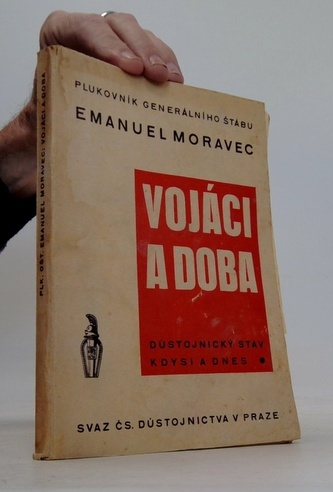 PLUKOVNÍK GENERÁLNÍHO ŠTÁBU
EMANUEL MORAVEC
VOJÁCI
A DOBA
DŮSTOJNICKÝ STAV
KDYSI A DNES
SVAZ ČS. DŮSTOJNICTVA V PRAZE
PLK. GŠT. EMANUEL MORAVEC: VOJÁCI A DOBA